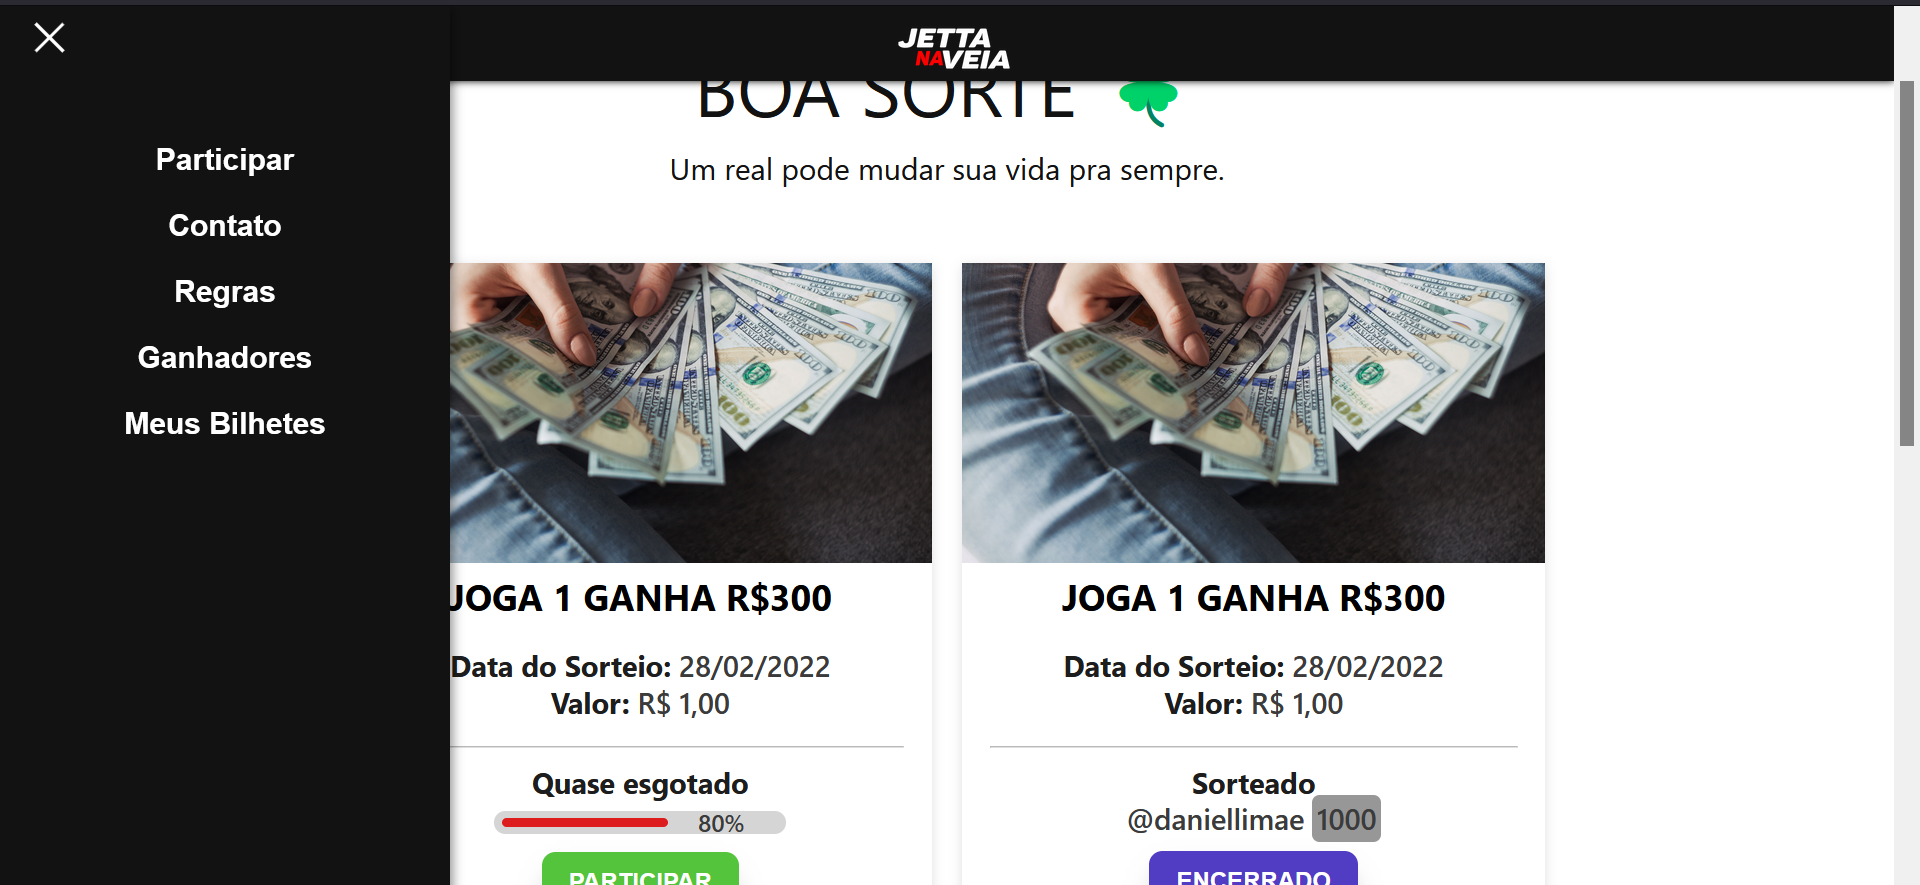 JETTA
NAVEIA
Participar
Contato
Regras
Ganhadores
Meus Bilhetes
BOA SORTE
Um real pode mudar sua vida pra sempre.
JOGA 1 GANHA R$300
Data do Sorteio: 28/02/2022
Valor: R$ 1,00
Quase esgotado
80%
PARTICIPAR
JOGA 1 GANHA R$300
Data do Sorteio: 28/02/2022
Valor: R$ 1,00
Sorteado
@daniellimae 1000
ENCERRADO